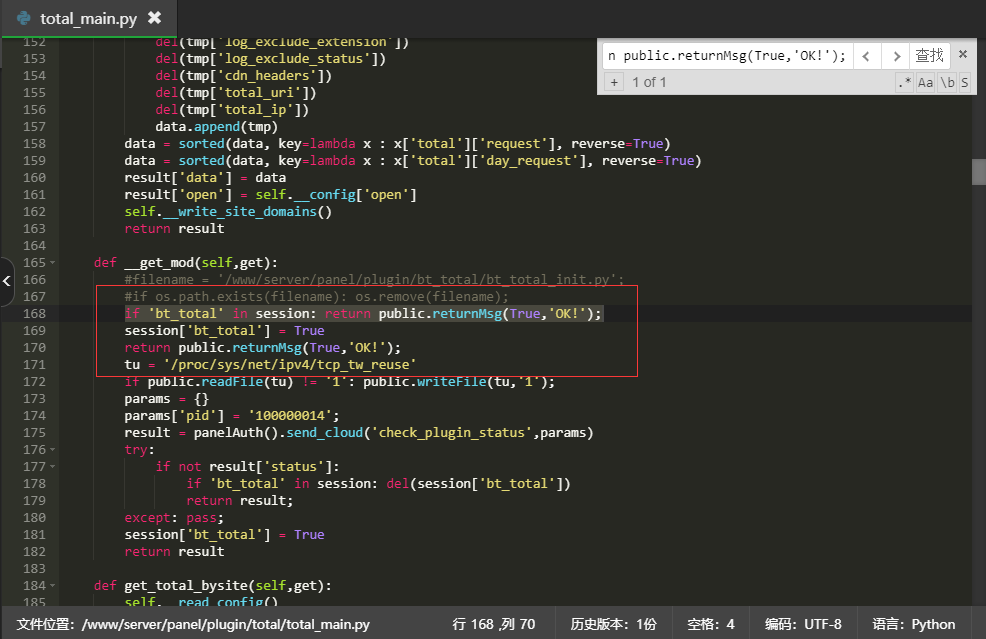 total_main.py ✖
n public.returnMsg(True,'OK!'); < > 查找 ×
+ 1 of 1 .* Aa \b S
152 del(tmp['log_exclude_extension'])
153 del(tmp['log_exclude_status'])
154 del(tmp['cdn_headers'])
155 del(tmp['total_uri'])
156 del(tmp['total_ip'])
157 data.append(tmp)
158 data = sorted(data, key=lambda x : x['total']['request'], reverse=True)
159 data = sorted(data, key=lambda x : x['total']['day_request'], reverse=True)
160 result['data'] = data
161 result['open'] = self.__config['open']
162 self.__write_site_domains()
163 return result
164
165 def __get_mod(self,get):
166 #filename = '/www/server/panel/plugin/bt_total/bt_total_init.py';
167 #if os.path.exists(filename): os.remove(filename);
168 if 'bt_total' in session: return public.returnMsg(True,'OK!');
169 session['bt_total'] = True
170 return public.returnMsg(True,'OK!');
171 tu = '/proc/sys/net/ipv4/tcp_tw_reuse'
172 if public.readFile(tu) != '1': public.writeFile(tu,'1');
173 params = {}
174 params['pid'] = '100000014';
175 result = panelAuth().send_cloud('check_plugin_status',params)
176 try:
177 if not result['status']:
178 if 'bt_total' in session: del(session['bt_total'])
179 return result;
180 except: pass;
181 session['bt_total'] = True
182 return result
183
184 def get_total_bysite(self,get):
185 self.__read_config()
文件位置: /www/server/panel/plugin/total/total_main.py 行 168 ,列 70 历史版本: 1份 空格: 4 编码: UTF-8 语言: Python